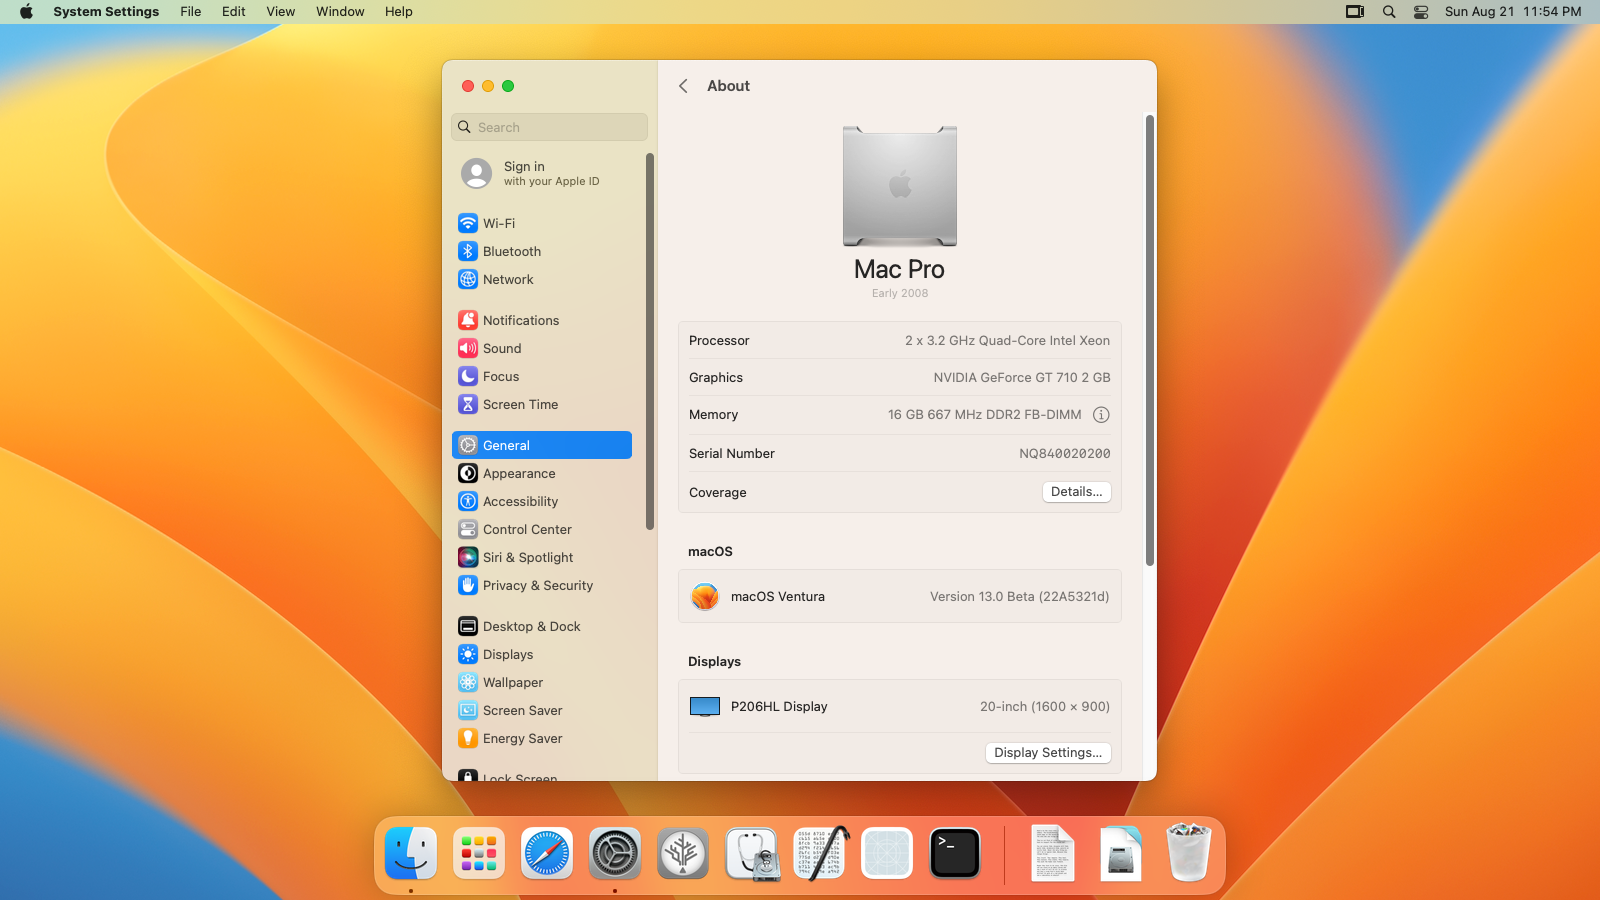 System Settings File Edit View Window Help Sun Aug 21 11:54 PM
About
Search
Sign in
with your Apple ID
Wi-Fi
Bluetooth
Network
Notifications
Sound
Focus
Screen Time
General
Appearance
Accessibility
Control Center
Siri & Spotlight
Privacy & Security
Desktop & Dock
Displays
Wallpaper
Screen Saver
Energy Saver
Lock Screen
Mac Pro
Early 2008
Processor 2 x 3.2 GHz Quad-Core Intel Xeon
Graphics NVIDIA GeForce GT 710 2 GB
Memory 16 GB 667 MHz DDR2 FB-DIMM
Serial Number NQ840020200
Coverage Details...
macOS
macOS Ventura Version 13.0 Beta (22A5321d)
Displays
P206HL Display 20-inch (1600 × 900)
Display Settings...
>_